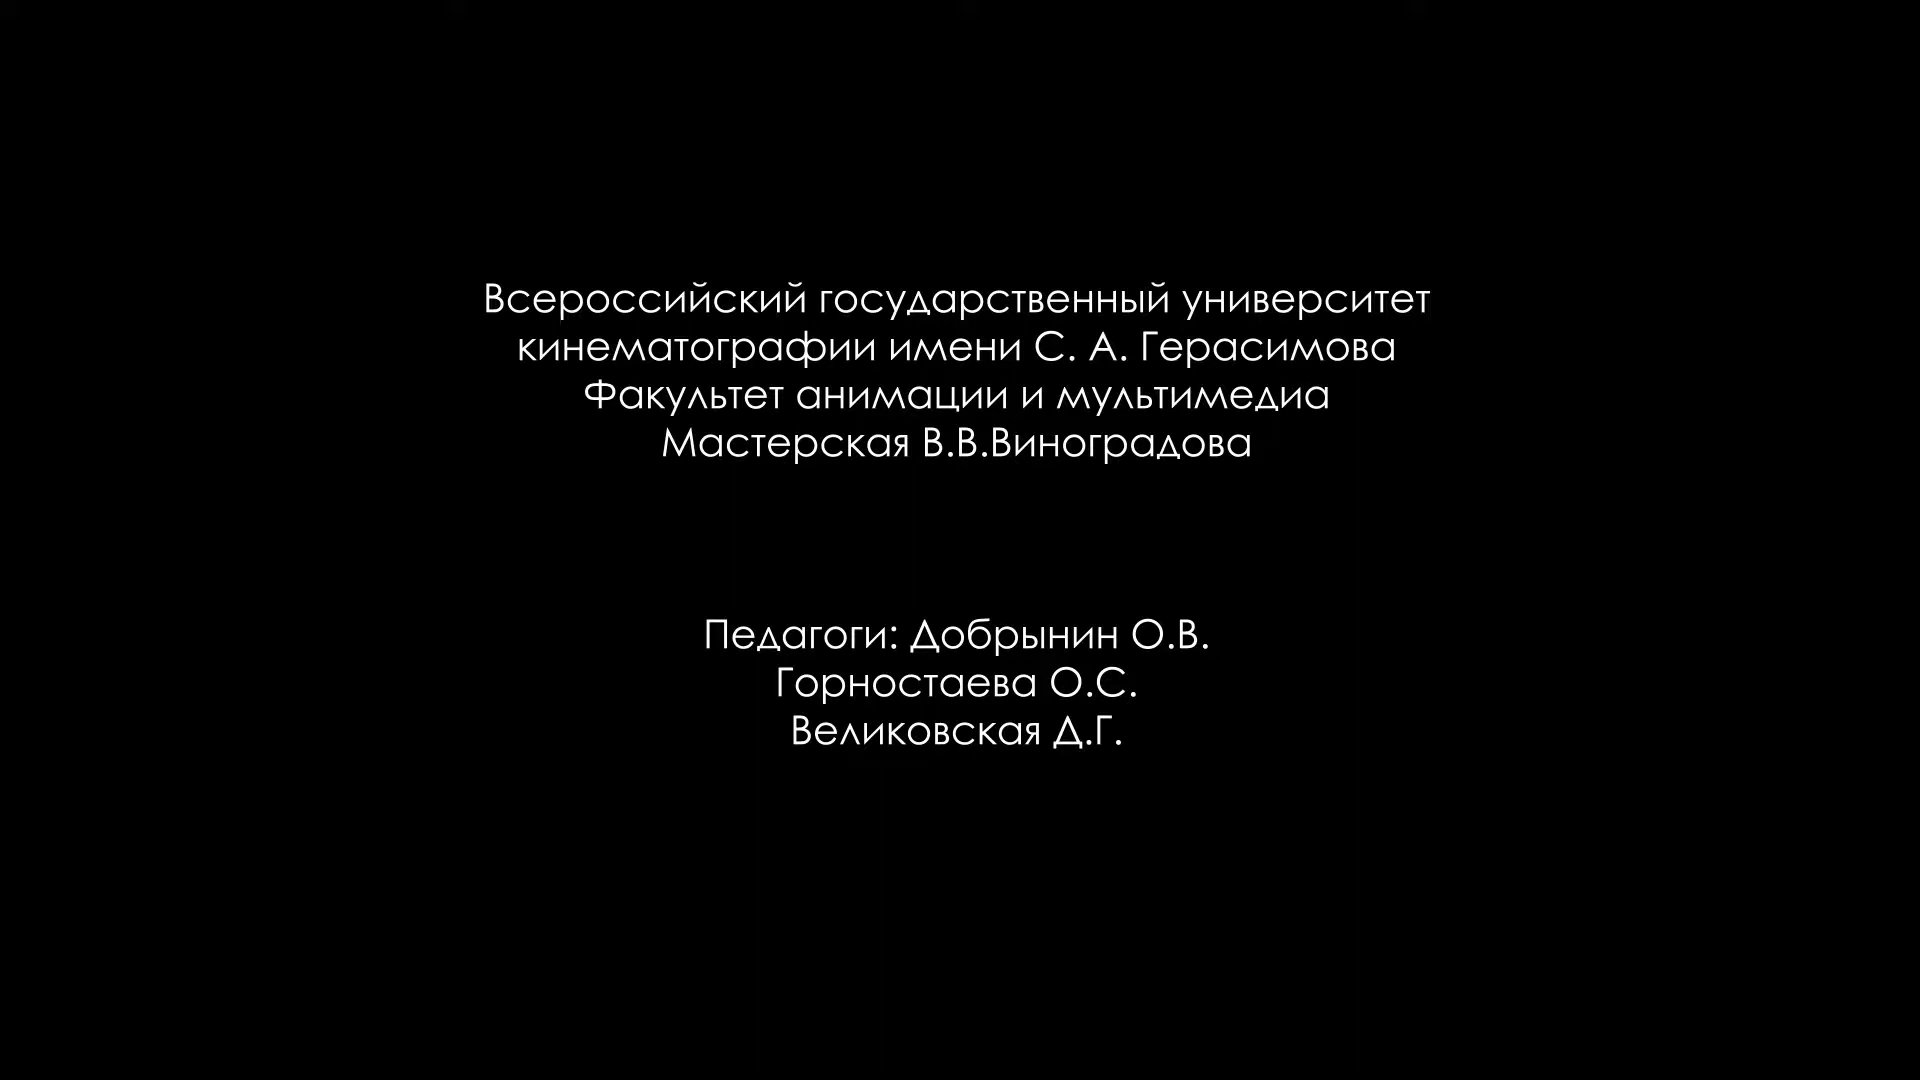 Всероссийский государственный университет
кинематографии имени С. А. Герасимова
Факультет анимации и мультимедиа
Мастерская В.В.Виноградова
Педагоги: Добрынин О.В.
Горностаева О.С.
Великовская Д.Г.